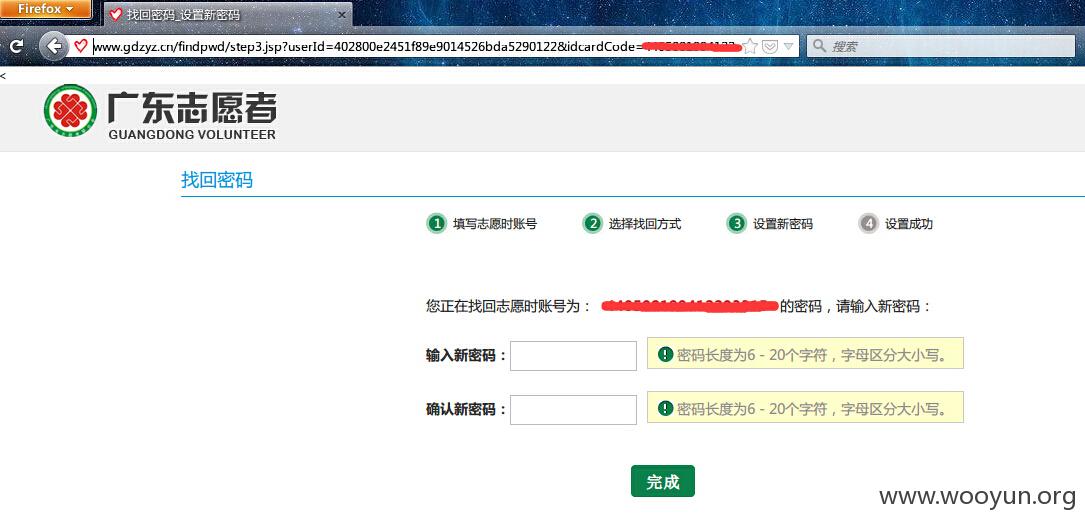 Firefox
找回密码_设置新密码
www.gdzyz.cn/findpwd/step3.jsp?userId=402800e2451f89e9014526bda5290122&idcardCode=
搜索
<
广东志愿者
GUANGDONG VOLUNTEER
找回密码
1 填写志愿时账号 2 选择找回方式 3 设置新密码 4 设置成功
您正在找回志愿时账号为： 的密码，请输入新密码：
输入新密码： 密码长度为6 - 20个字符，字母区分大小写。
确认新密码： 密码长度为6 - 20个字符，字母区分大小写。
完成
www.wooyun.org